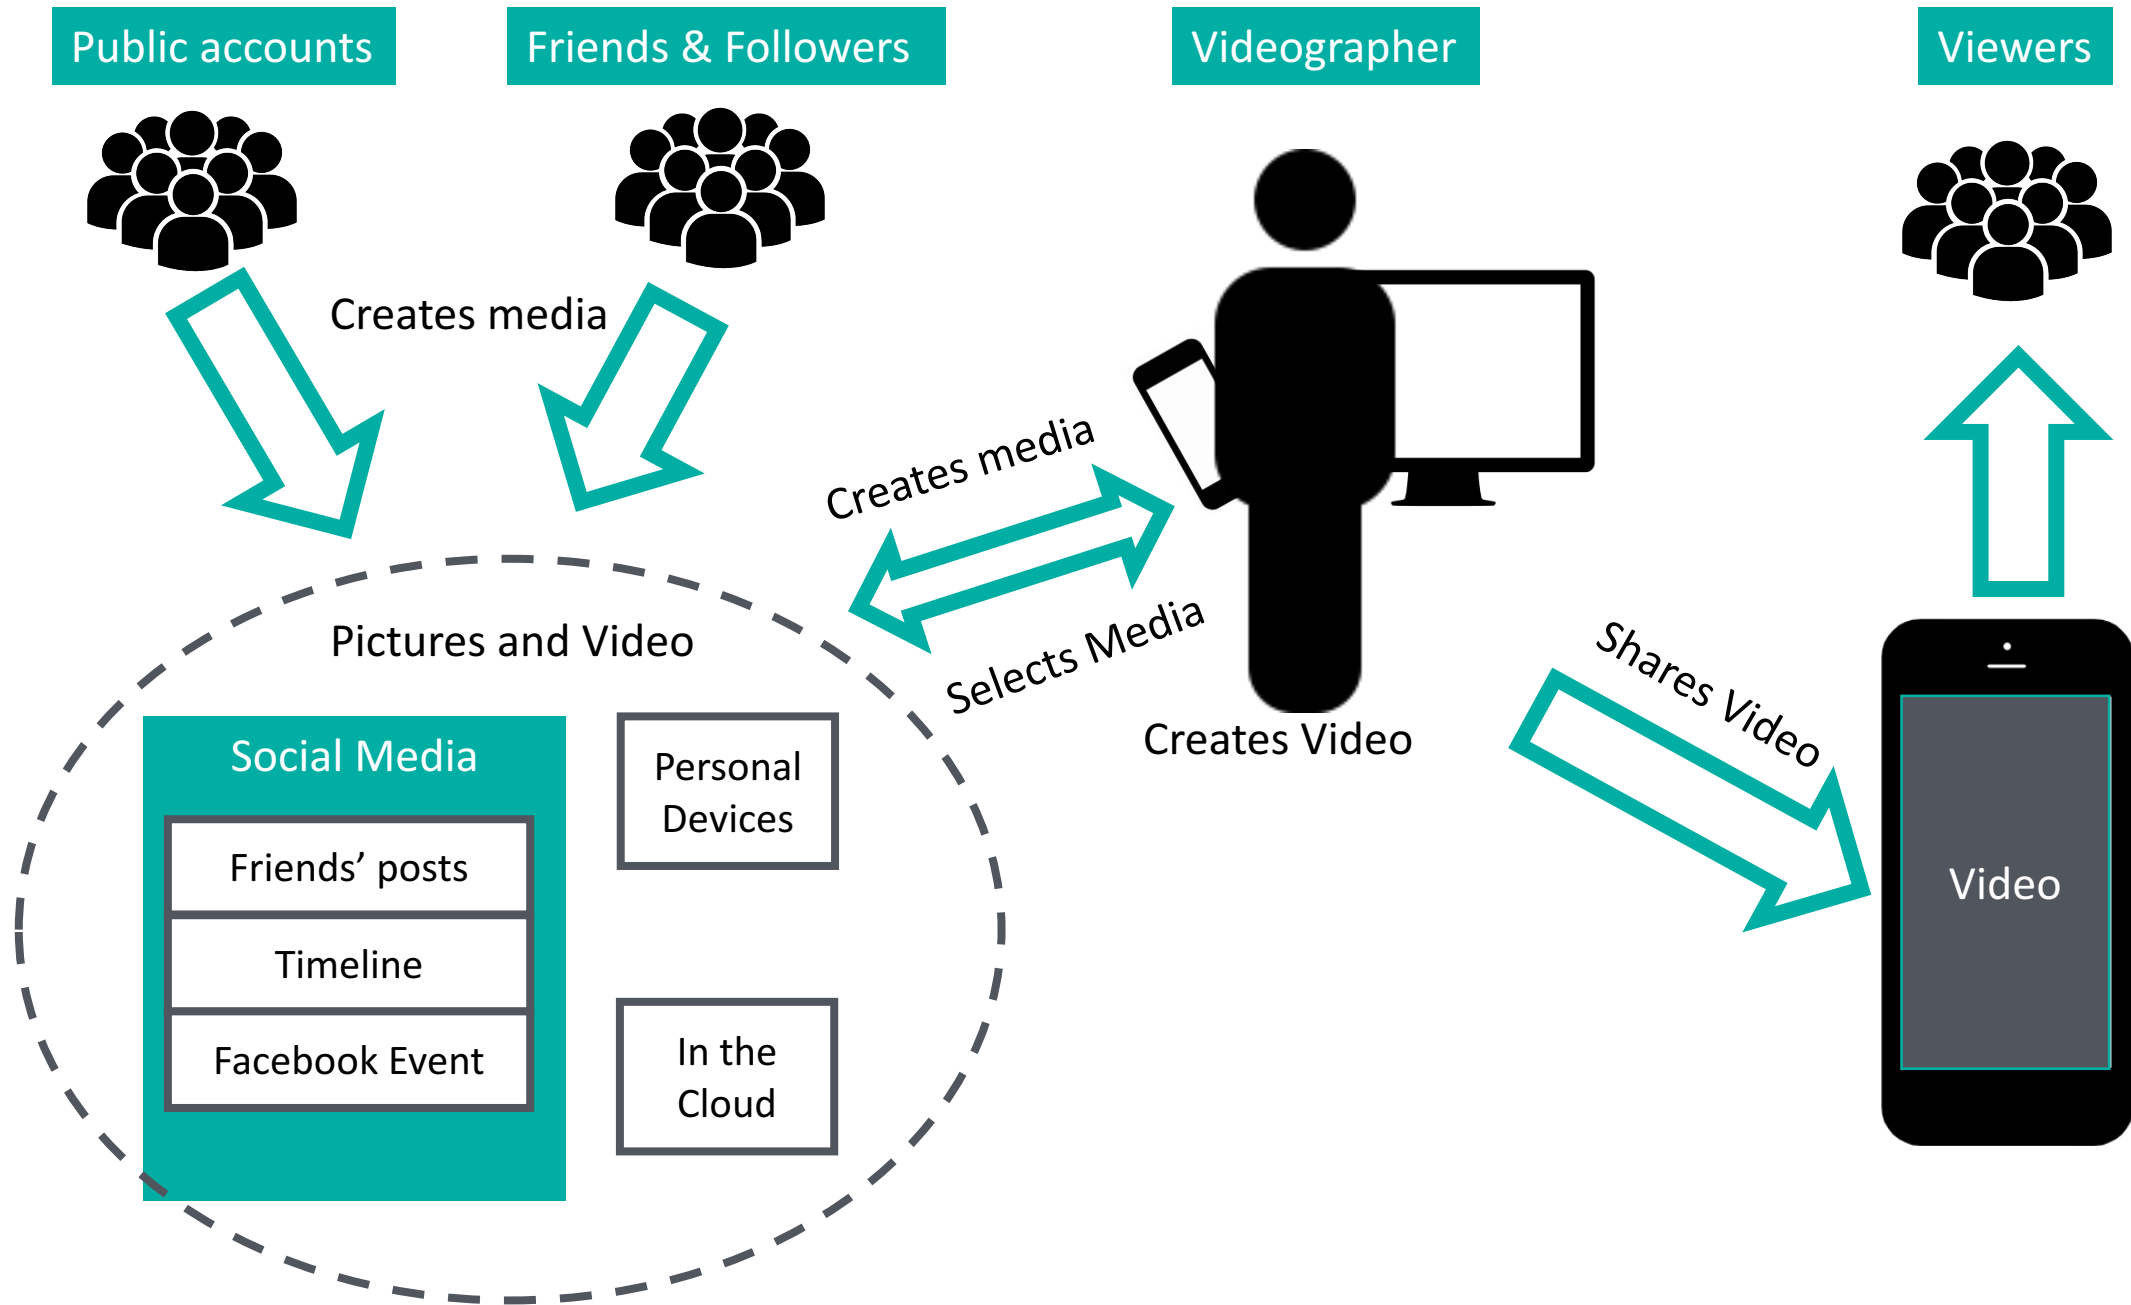 Public accounts
Friends & Followers
Videographer
Viewers
Creates media
Creates media
Selects Media
Creates Video
Shares Video
Pictures and Video
Social Media
Friends’ posts
Timeline
Facebook Event
Personal
Devices
In the
Cloud
Video